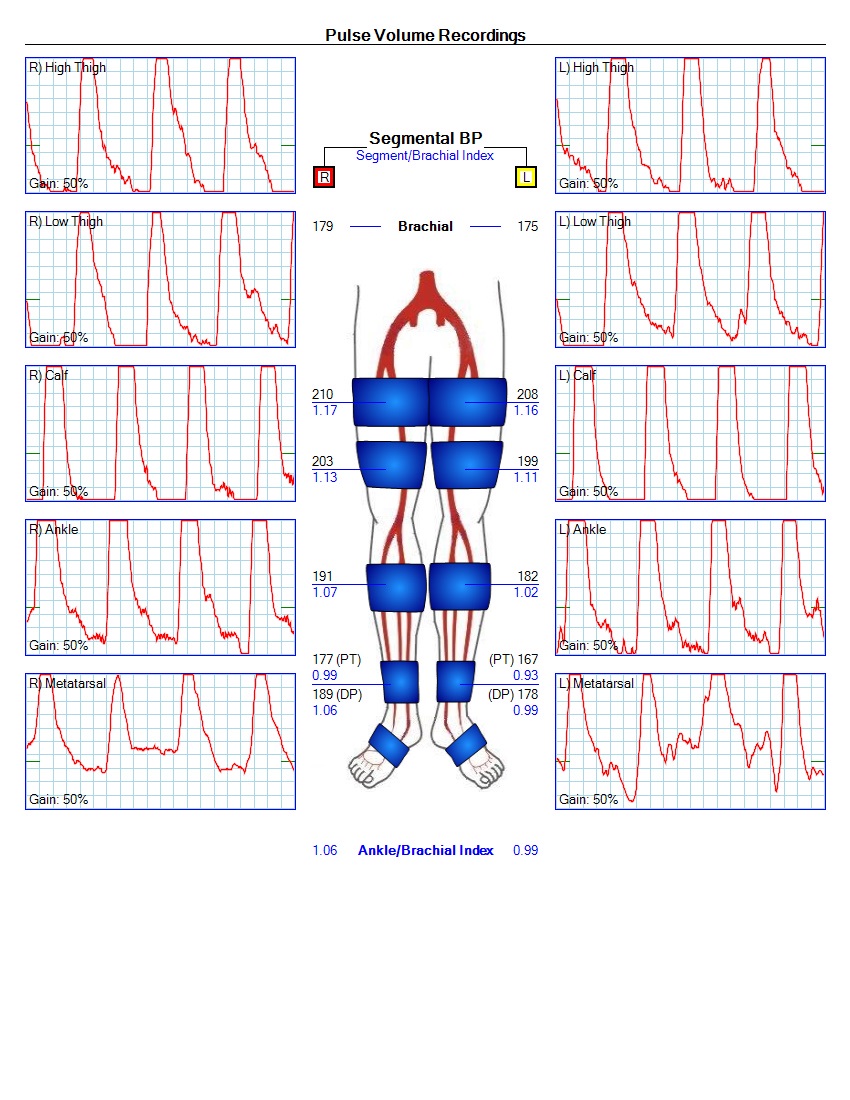 Pulse Volume Recordings
R) High Thigh
Gain: 50%
R) Low Thigh
Gain: 50%
R) Calf
Gain: 50%
R) Ankle
Gain: 50%
R) Metatarsal
Gain: 50%
Segmental BP
Segment/Brachial Index
R
L
179 Brachial 175
210
1.17
208
1.16
203
1.13
199
1.11
191
1.07
182
1.02
177 (PT)
0.99
189 (DP)
1.06
(PT) 167
0.93
(DP) 178
0.99
1.06 Ankle/Brachial Index 0.99
L) High Thigh
Gain: 50%
L) Low Thigh
Gain: 50%
L) Calf
Gain: 50%
L) Ankle
Gain: 50%
L) Metatarsal
Gain: 50%